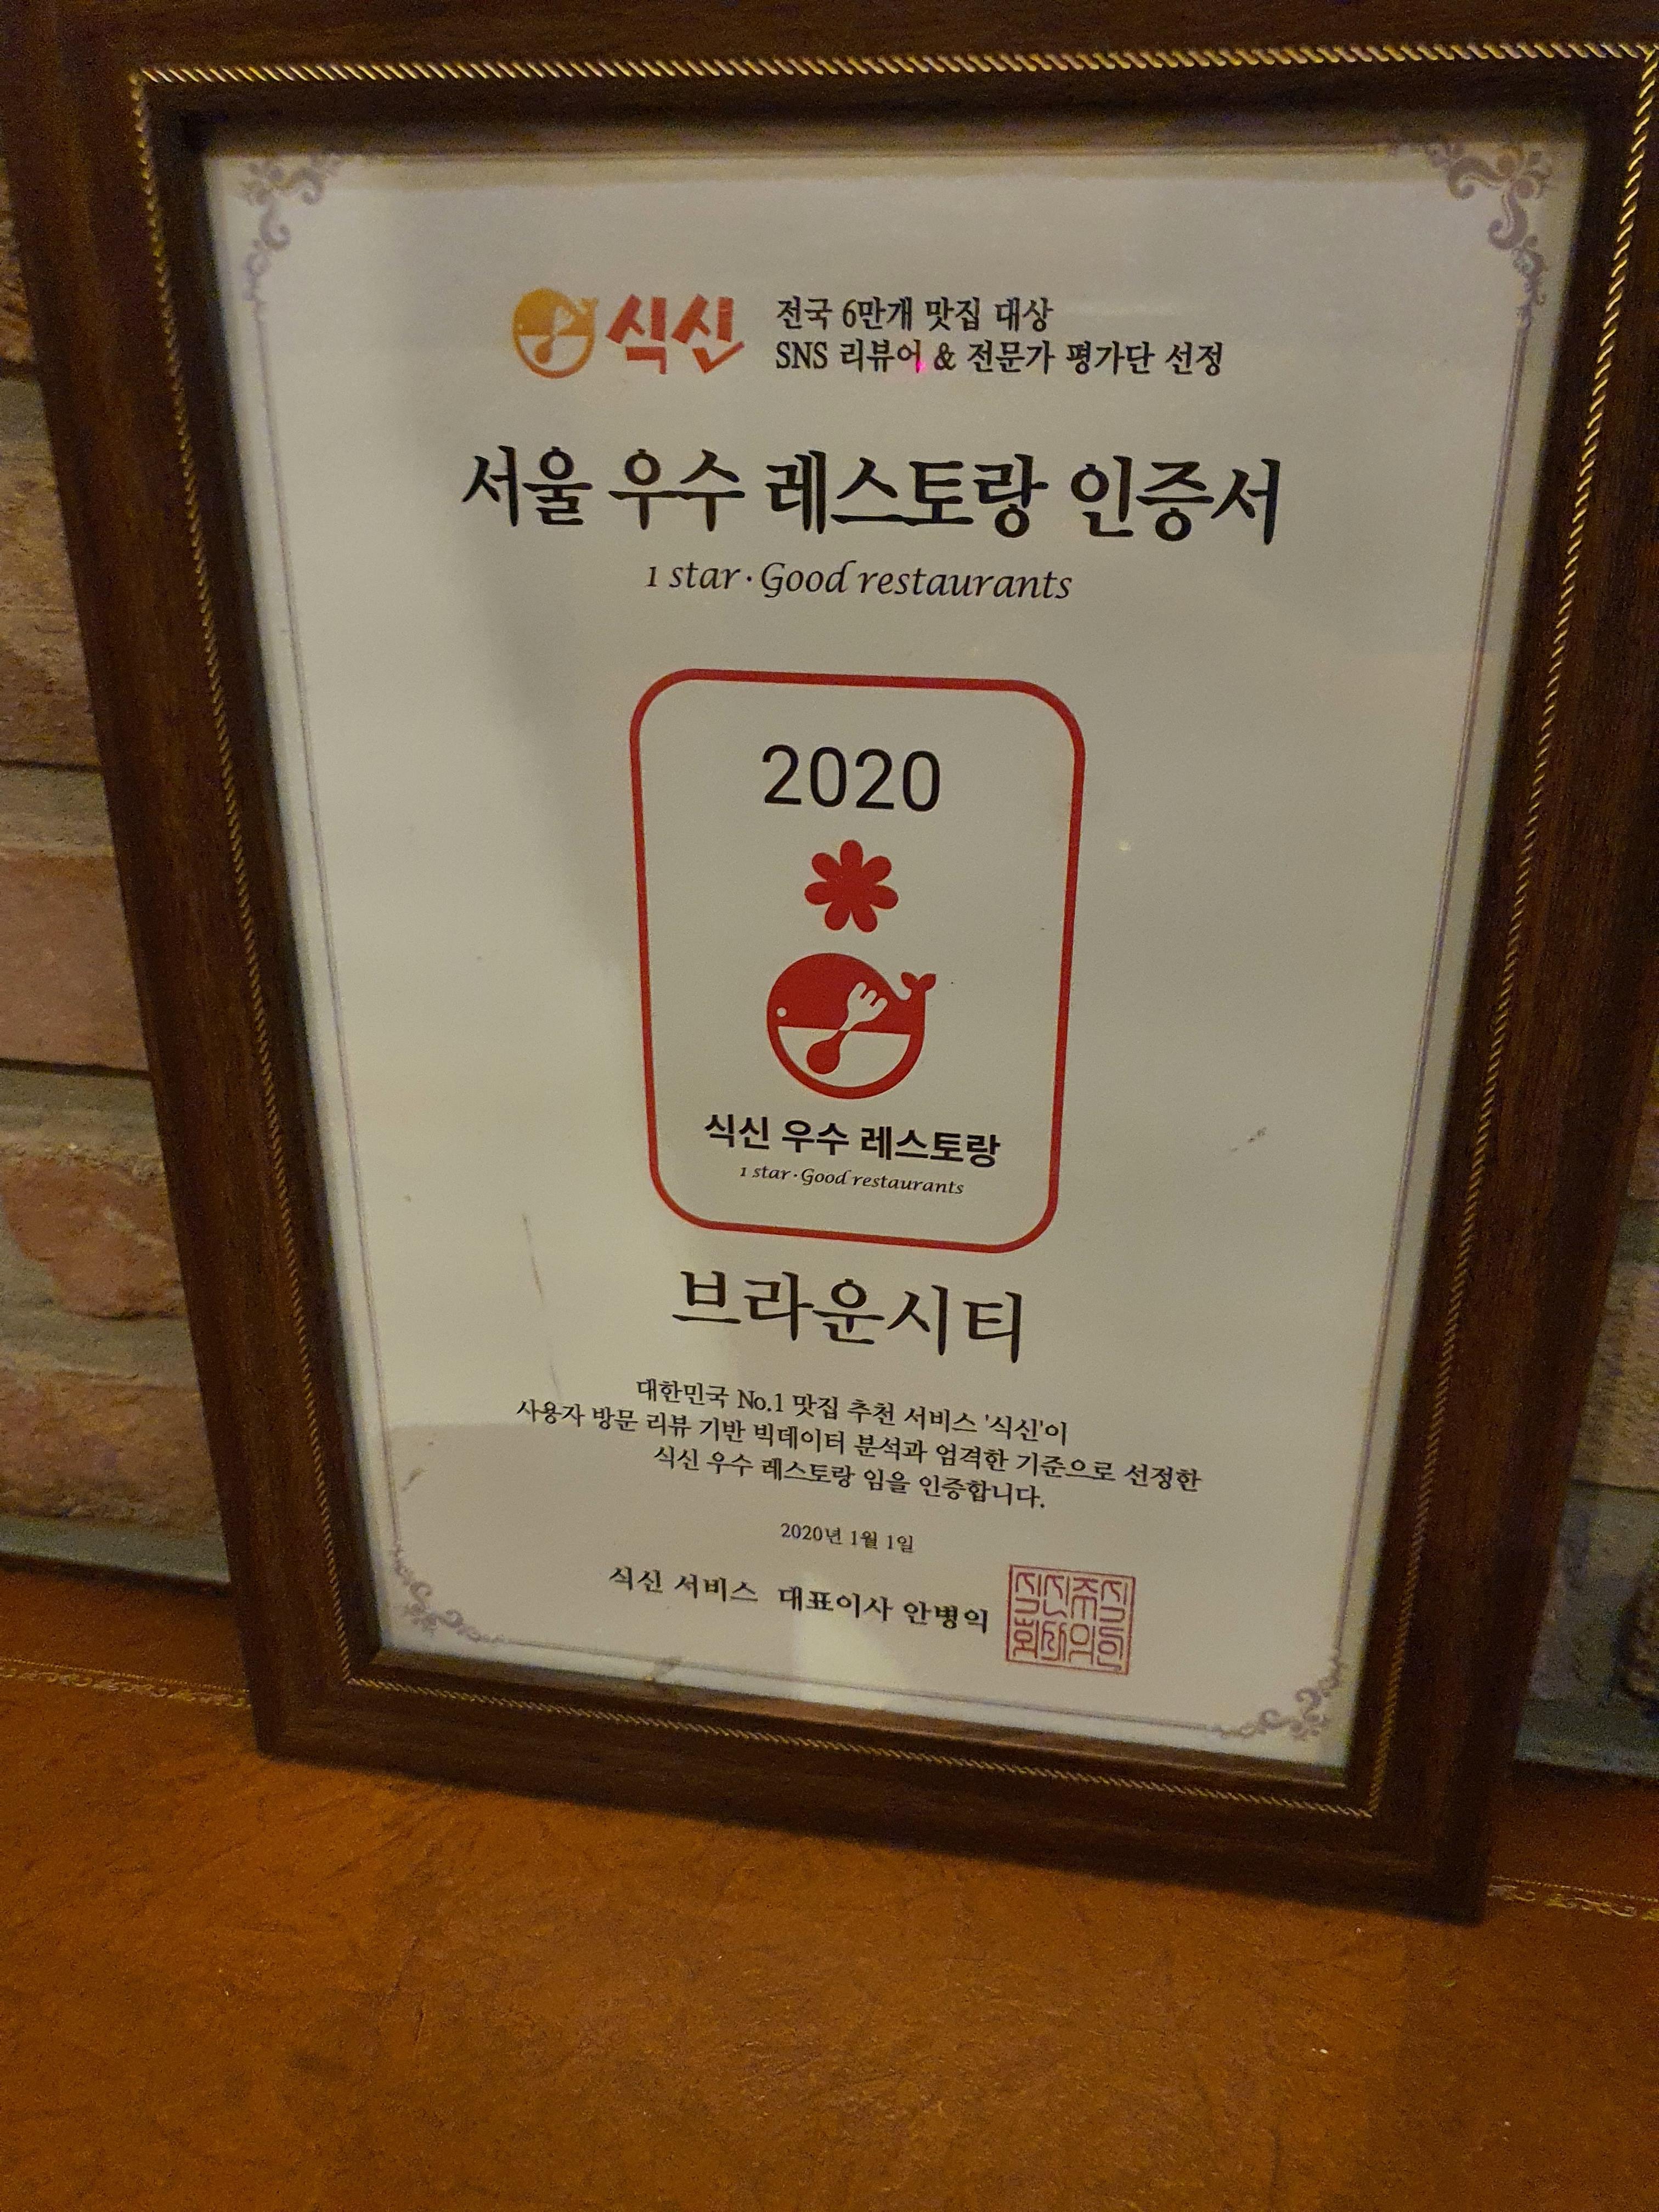 식신
전국 6만개 맛집 대상
SNS 리뷰어 & 전문가 평가단 선정
서울 우수 레스토랑 인증서
1 star·Good restaurants
2020
식신 우수 레스토랑
1 star·Good restaurants
브라운시티
대한민국 No.1 맛집 추천 서비스 '식신'이
사용자 방문 리뷰 기반 빅데이터 분석과 엄격한 기준으로 선정한
식신 우수 레스토랑 임을 인증합니다.
2020년 1월 1일
식신 서비스 대표이사 안병익